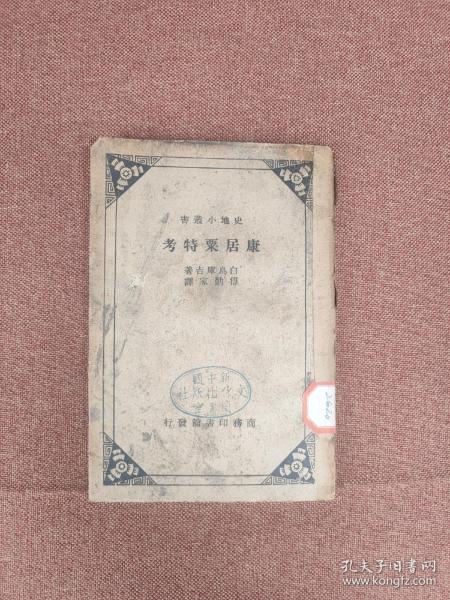 史地小叢書
康居粟特考
白鳥庫吉著
傅勤家譯
商務印書館發行
2620
孔夫子旧书网
www.kongfz.com